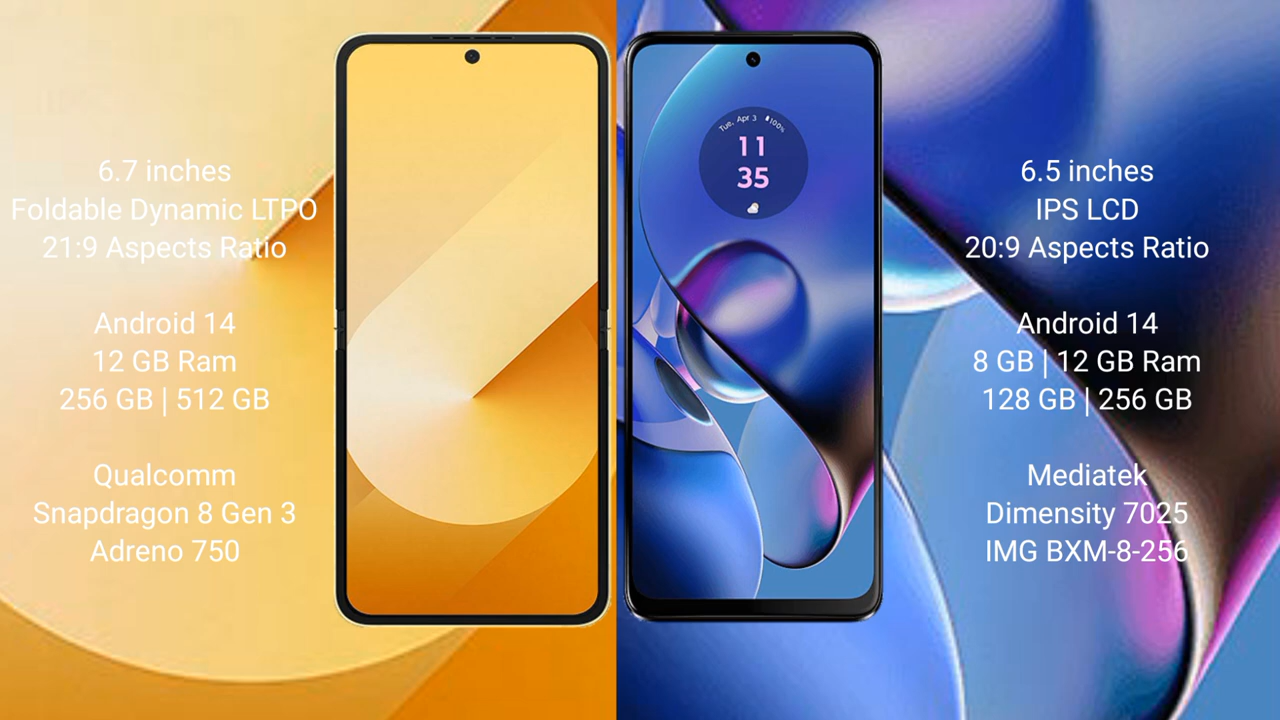 6.7 inches
Foldable Dynamic LTPO
21:9 Aspects Ratio
Android 14
12 GB Ram
256 GB | 512 GB
Qualcomm
Snapdragon 8 Gen 3
Adreno 750
Tue, Apr 3 100%
11
35
6.5 inches
IPS LCD
20:9 Aspects Ratio
Android 14
8 GB | 12 GB Ram
128 GB | 256 GB
Mediatek
Dimensity 7025
IMG BXM-8-256